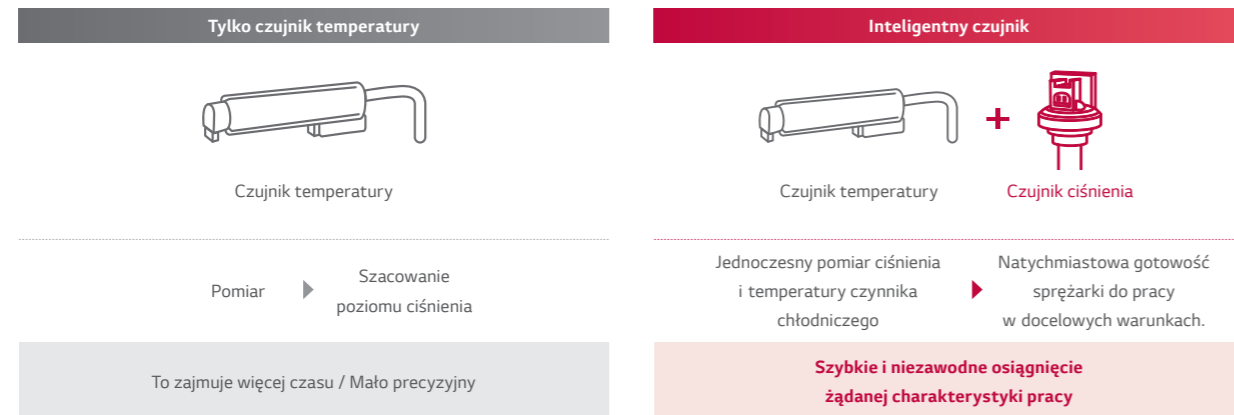 Tylko czujnik temperatury
Czujnik temperatury
Pomiar
Szacowanie
poziomu ciśnienia
To zajmuje więcej czasu / Mało precyzyjny
Inteligentny czujnik
+
Czujnik temperatury
Czujnik ciśnienia
Jednoczesny pomiar ciśnienia
i temperatury czynnika
chłodniczego
Natychmiastowa gotowość
sprężarki do pracy
w docelowych warunkach.
Szybkie i niezawodne osiągnięcie
żądanej charakterystyki pracy